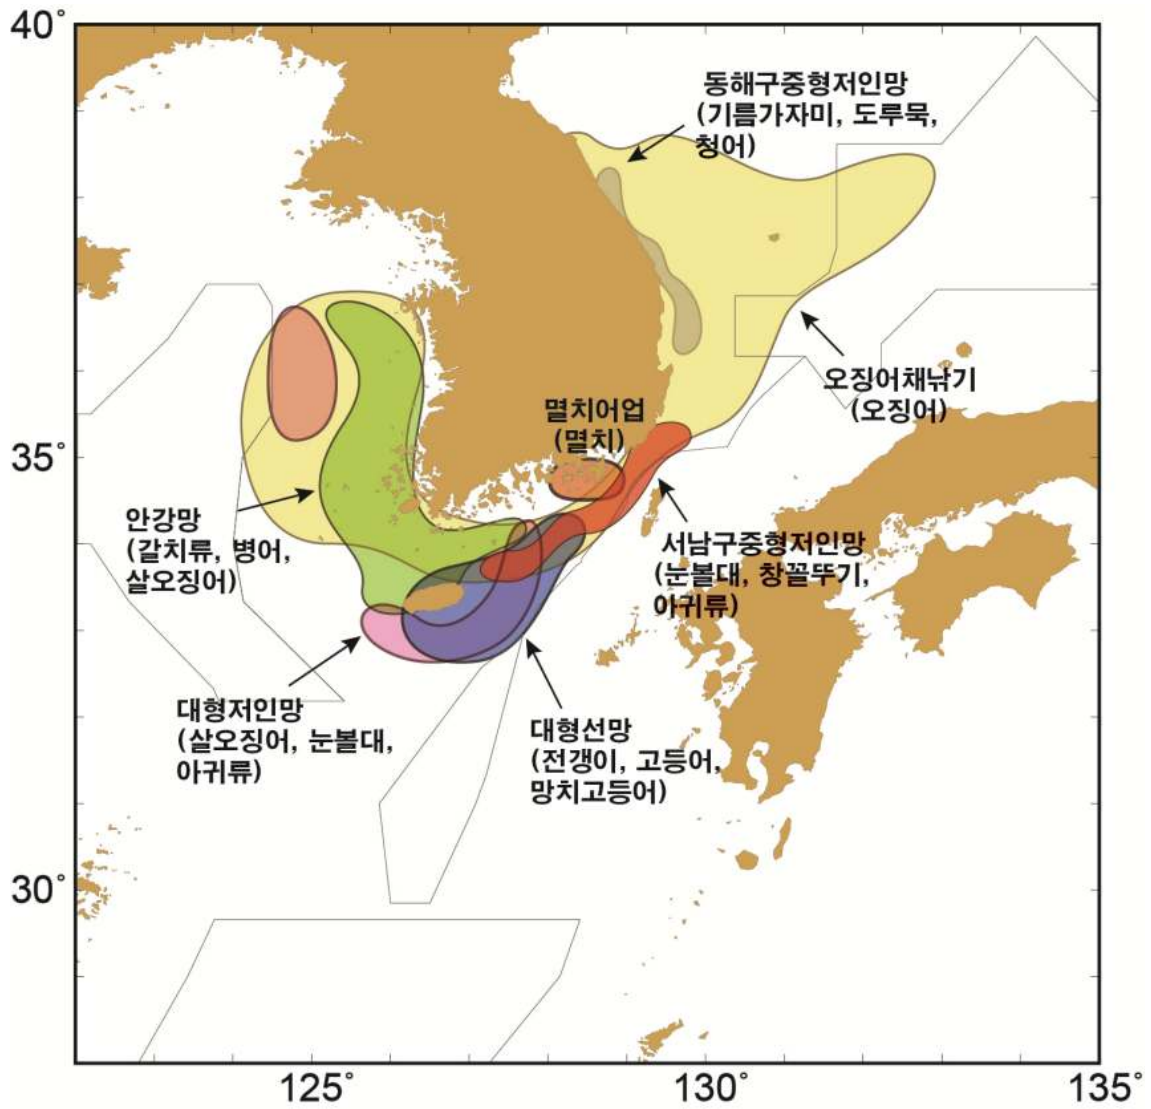 40°
동해구중형저인망
(기름가자미, 도루묵,
청어)
오징어채낚기
(오징어)
멸치어업
(멸치)
35°
안강망
(갈치류, 병어,
살오징어)
서남구중형저인망
(눈볼대, 창꼴뚜기,
아귀류)
대형저인망
(살오징어, 눈볼대,
아귀류)
대형선망
(전갱이, 고등어,
망치고등어)
30°
125°
130°
135°